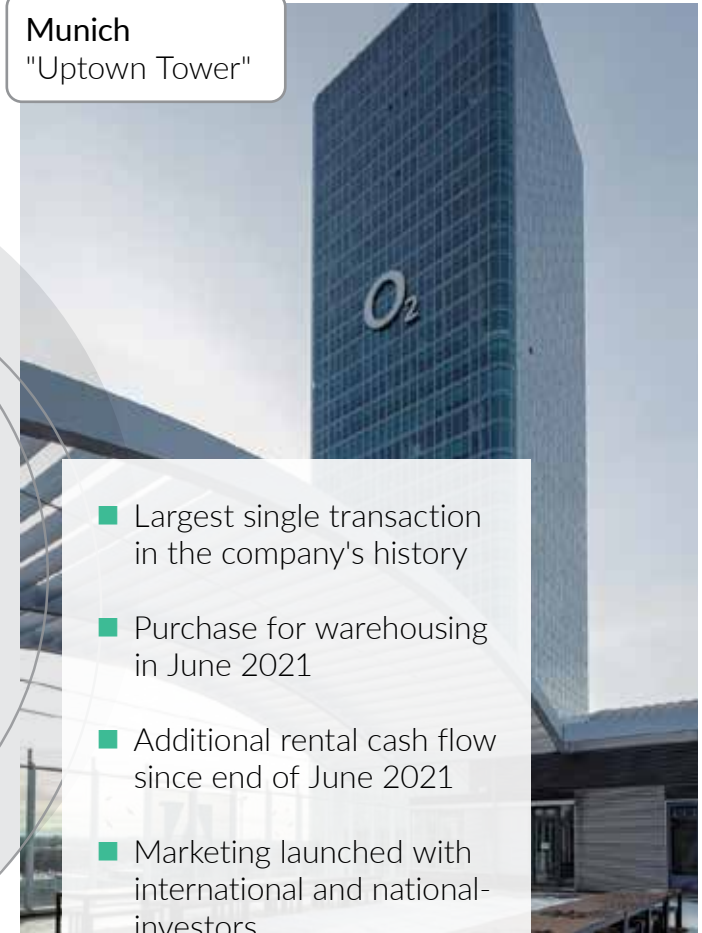 Munich
"Uptown Tower"
O2
■ Largest single transaction
in the company's history
■ Purchase for warehousing
in June 2021
■ Additional rental cash flow
since end of June 2021
■ Marketing launched with
international and national-
investors